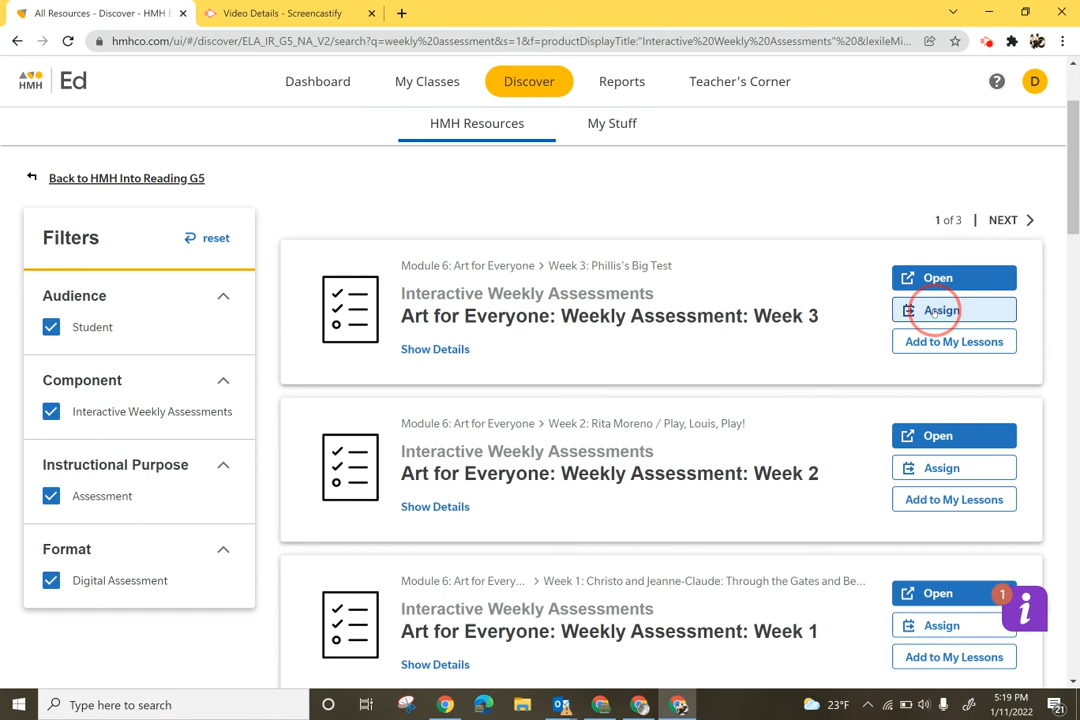 All Resources - Discover - HMH E
Video Details - Screencastify
hmhco.com/ui/#/discover/ELA_IR_G5_NA_V2/search?q=weekly%20assessment&s=1&f=productDisplayTitle:"Interactive%20Weekly%20Assessments"%20&lexileMi...
HMH Ed
Dashboard
My Classes
Discover
Reports
Teacher's Corner
?
D
HMH Resources
My Stuff
Back to HMH Into Reading G5
Filters
reset
Audience
Student
Component
Interactive Weekly Assessments
Instructional Purpose
Assessment
Format
Digital Assessment
1 of 3 | NEXT
Module 6: Art for Everyone > Week 3: Phillis's Big Test
Interactive Weekly Assessments
Art for Everyone: Weekly Assessment: Week 3
Show Details
Open
Assign
Add to My Lessons
Module 6: Art for Everyone > Week 2: Rita Moreno / Play, Louis, Play!
Interactive Weekly Assessments
Art for Everyone: Weekly Assessment: Week 2
Show Details
Open
Assign
Add to My Lessons
Module 6: Art for Every... > Week 1: Christo and Jeanne-Claude: Through the Gates and Be...
Interactive Weekly Assessments
Art for Everyone: Weekly Assessment: Week 1
Show Details
Open
Assign
Add to My Lessons
1
i
Type here to search
23°F
5:19 PM
1/11/2022
21